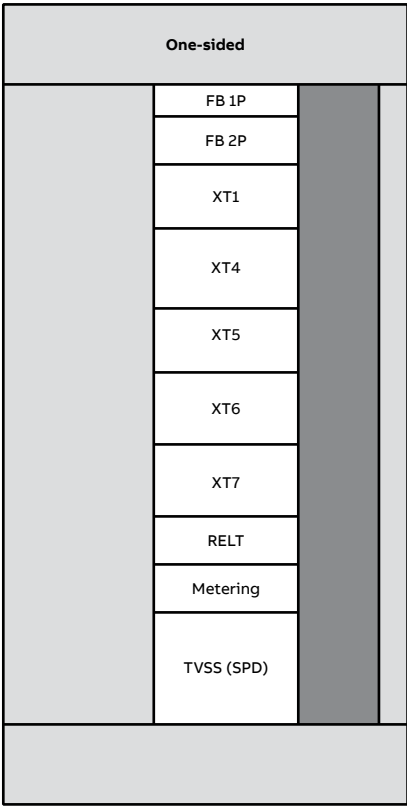 One-sided
FB 1P
FB 2P
XT1
XT4
XT5
XT6
XT7
RELT
Metering
TVSS (SPD)